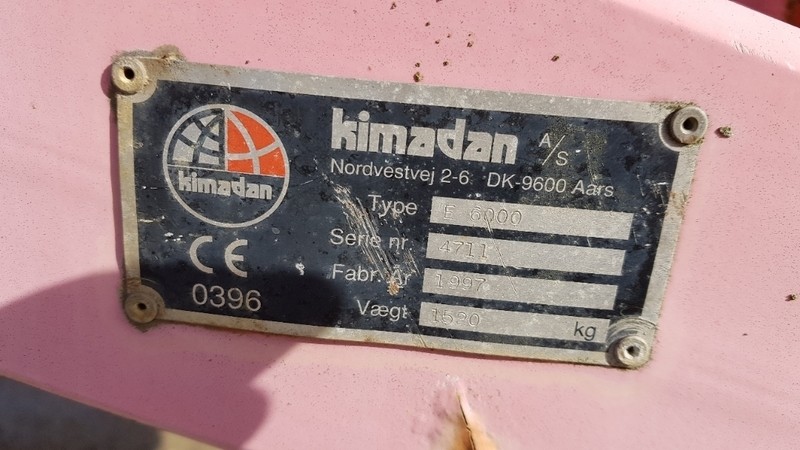 kimadan A/S
Nordvestvej 2-6 DK-9600 Aars
kimadan
Type E 6000
Serie nr 4711
Fabr. År 1997
Vægt 1520 kg
CE
0396